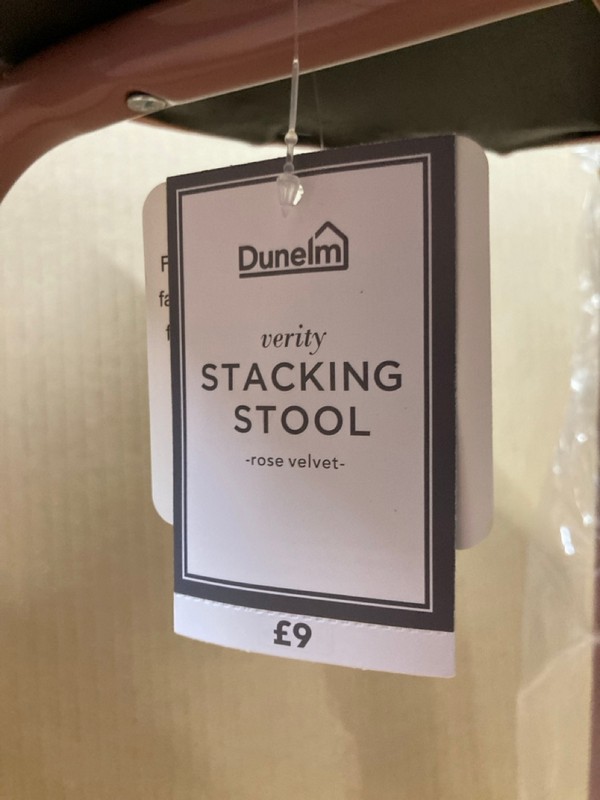 Dunelm
verity
STACKING
STOOL
-rose velvet-
£9